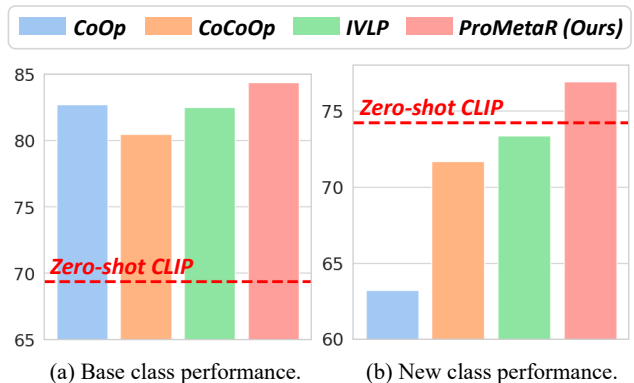 CoOp CoCoOp IVLP ProMetaR (Ours)
85
80
70
65
Zero-shot CLIP
75
70
65
60
Zero-shot CLIP
(a) Base class performance.
(b) New class performance.